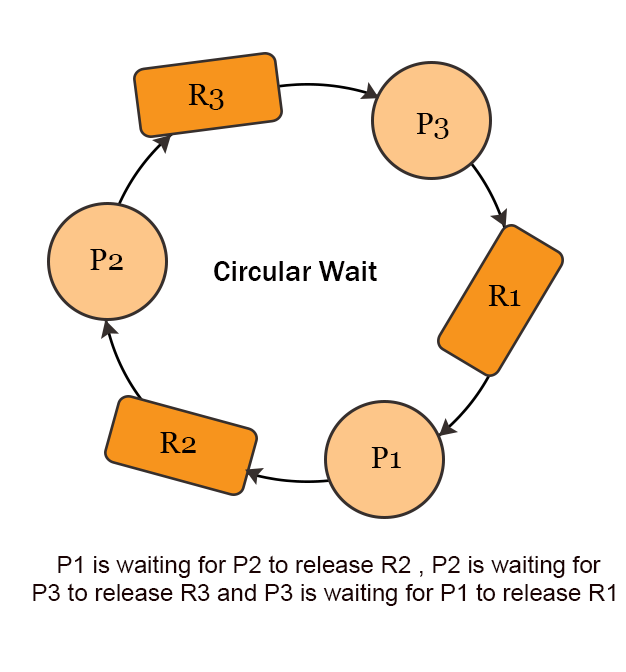 R3
P3
P2
Circular Wait
R1
R2
P1
P1 is waiting for P2 to release R2 , P2 is waiting for
P3 to release R3 and P3 is waiting for P1 to release R1